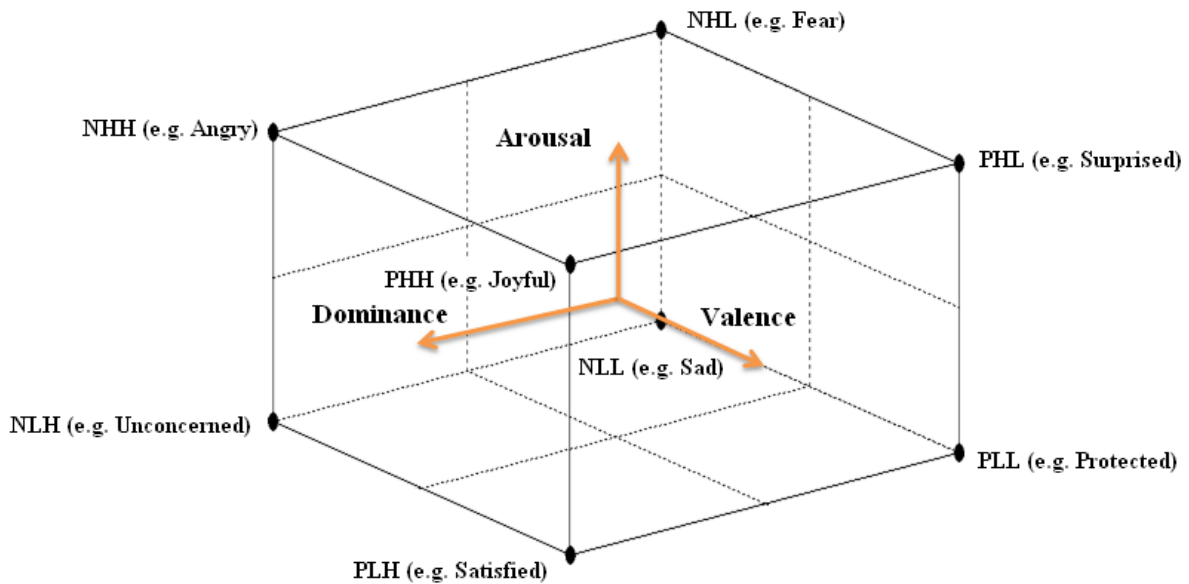 NHL (e.g. Fear)
NHH (e.g. Angry)
Arousal
PHL (e.g. Surprised)
PHH (e.g. Joyful)
Dominance
Valence
NLL (e.g. Sad)
NLH (e.g. Unconcerned)
PLL (e.g. Protected)
PLH (e.g. Satisfied)